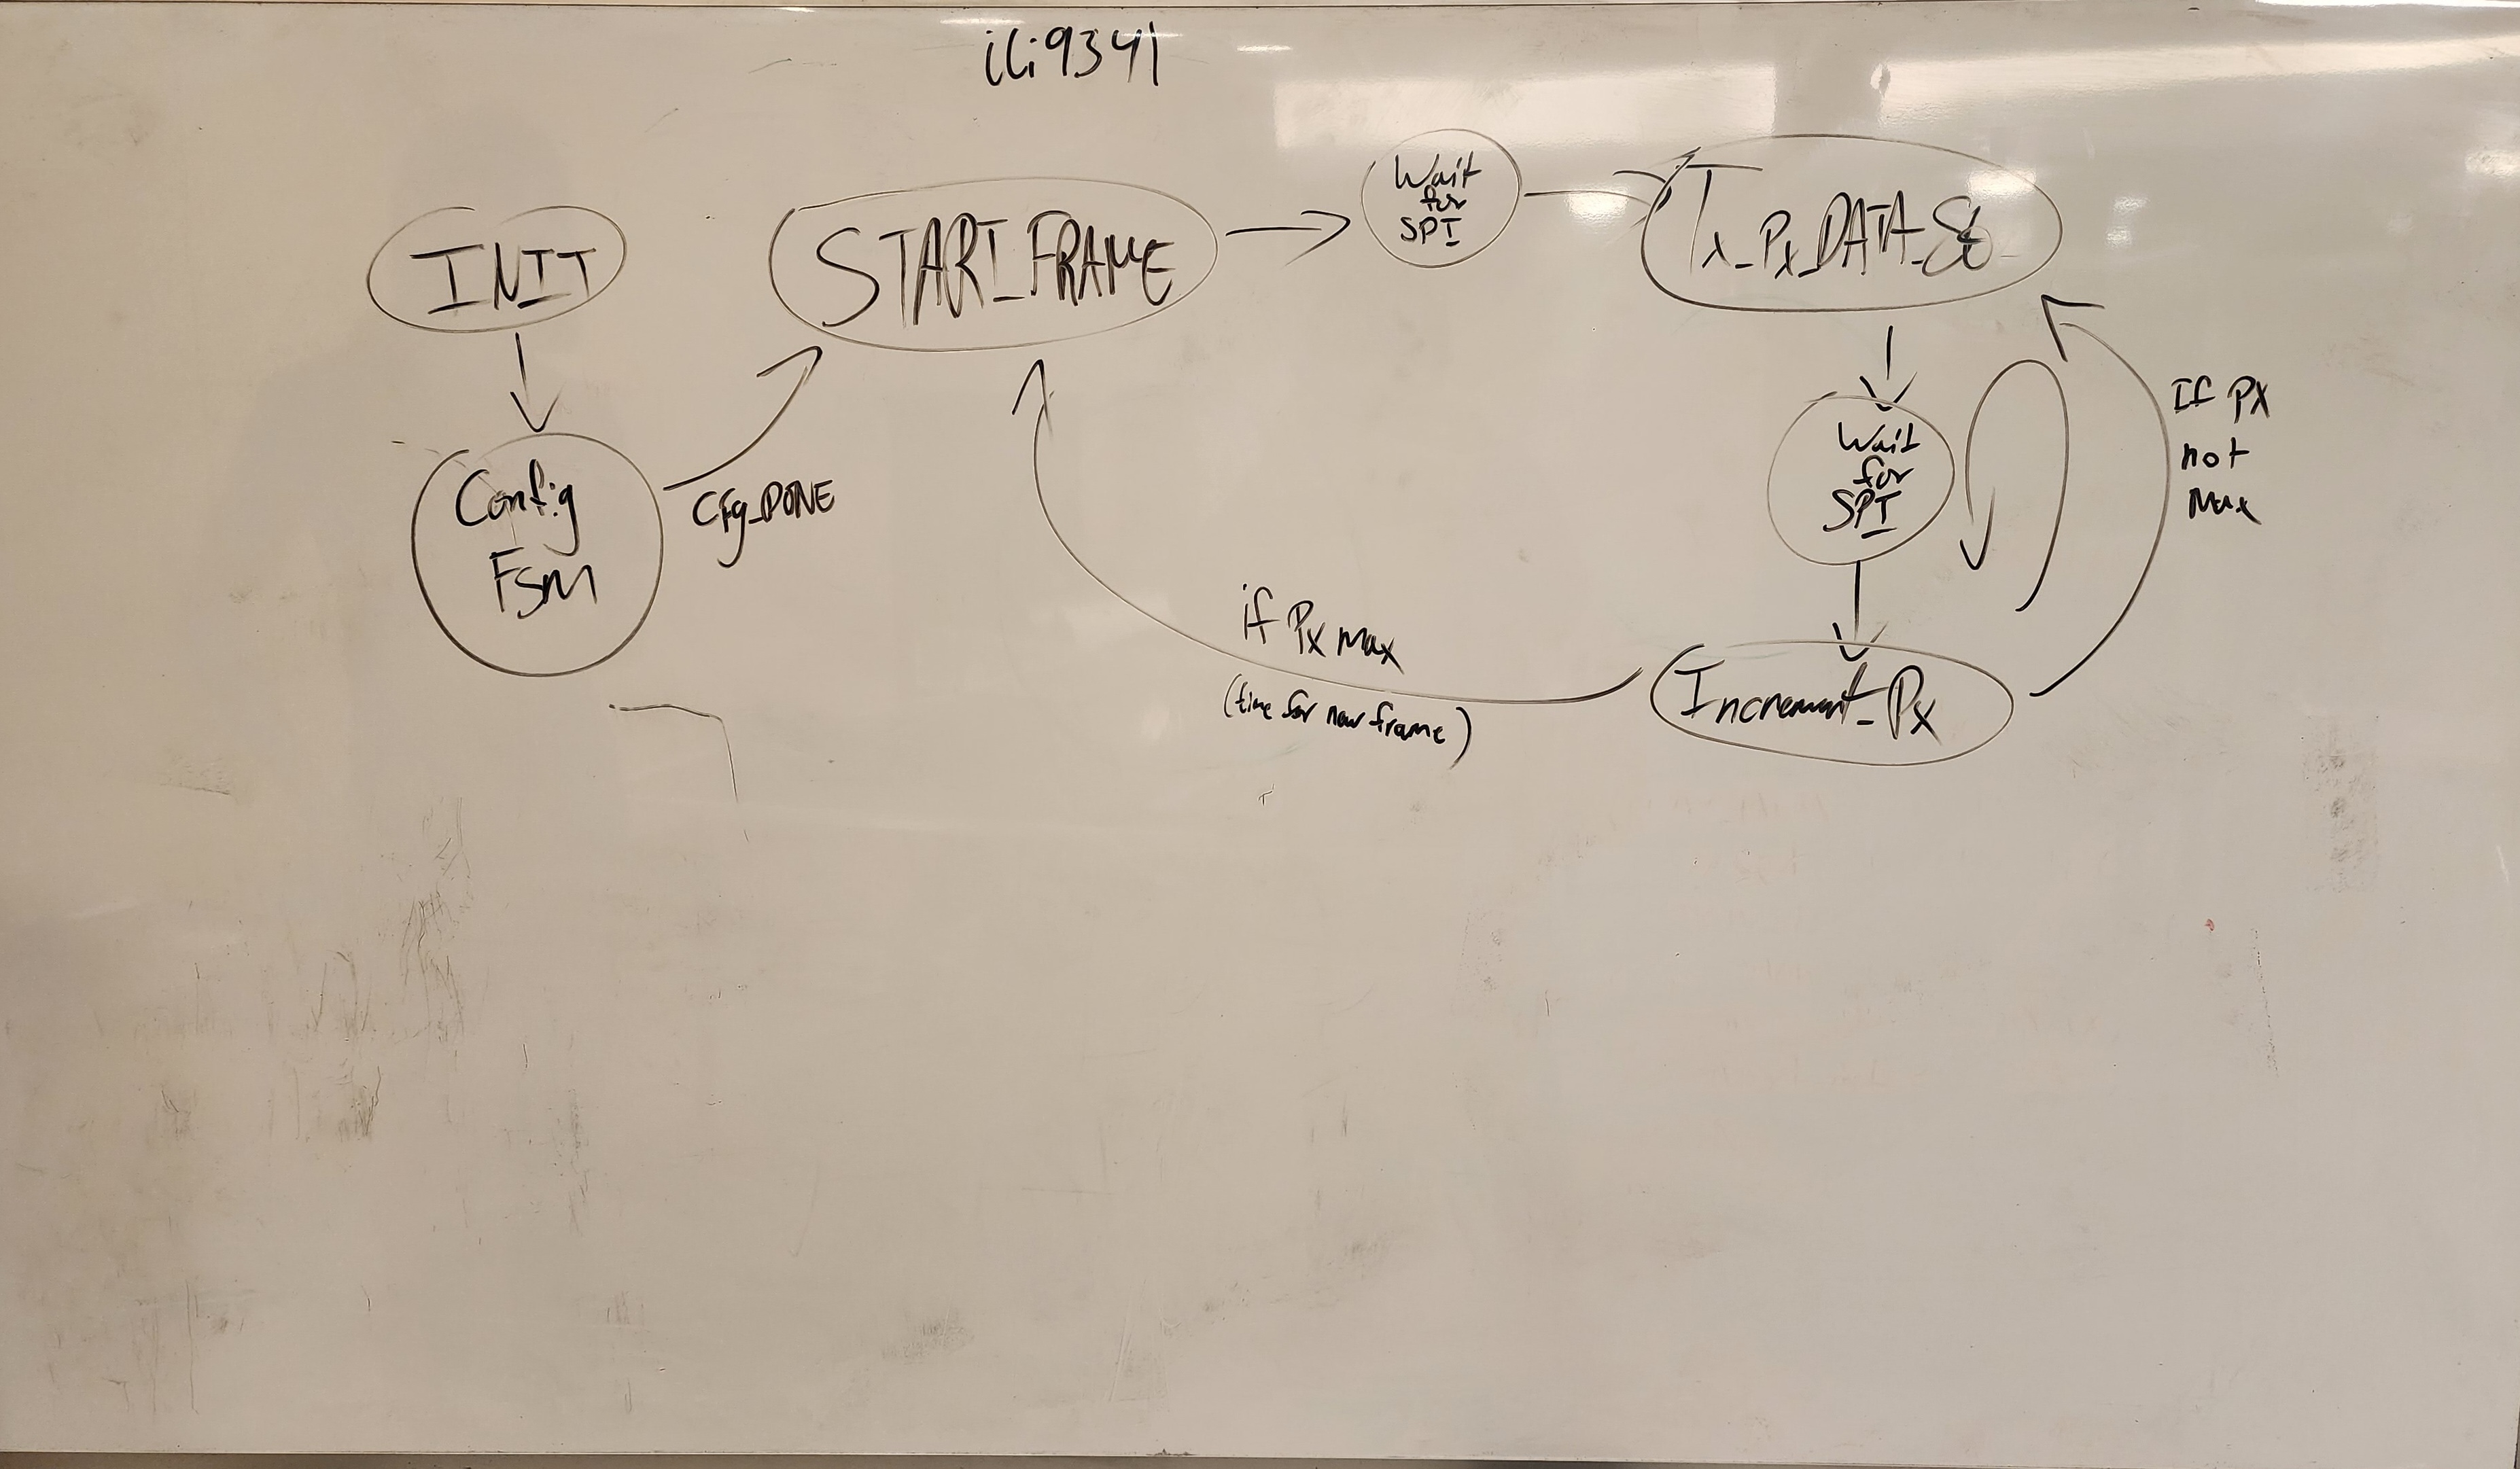 ili9341
INIT
START_FRAME
Wait
for
SPI
Config
FSM
Cfg_DONE
Wait
for
SPI
If PX
not
Max
if Px max
(time for new frame)
Increment_Px